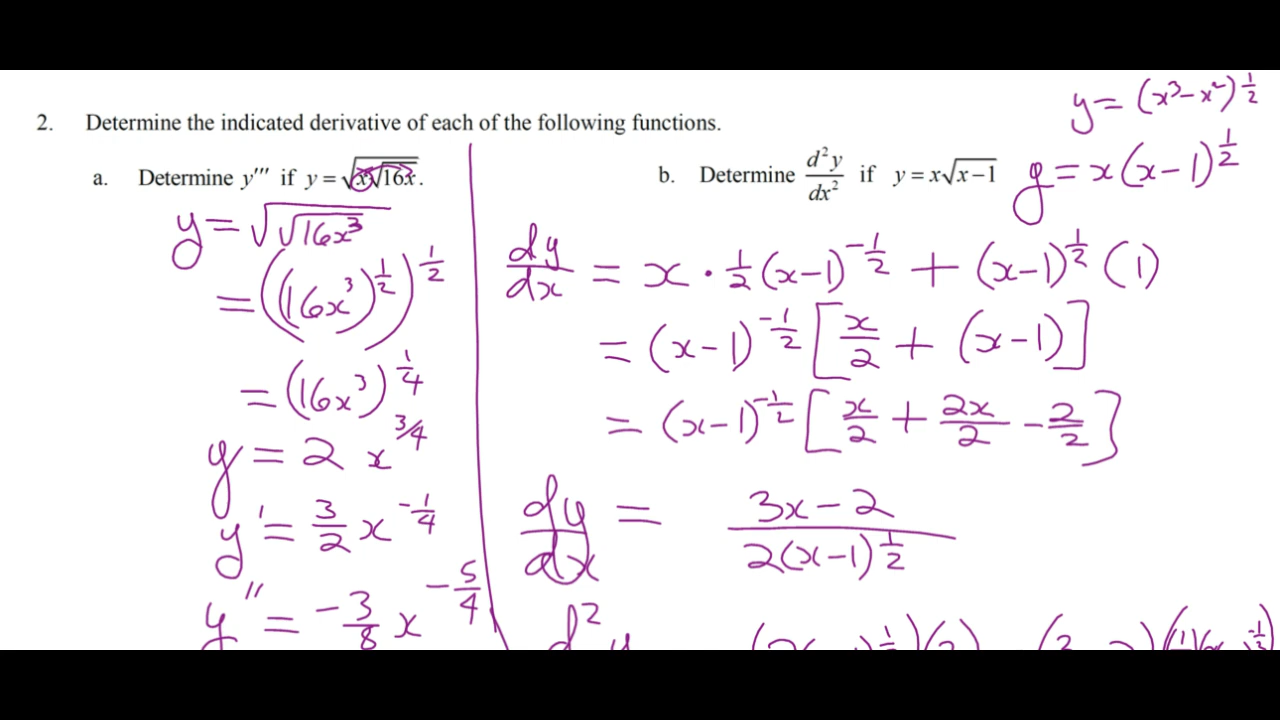 2. Determine the indicated derivative of each of the following functions.
a. Determine y''' if y = √(x√(16x)).
y = √(√(16x³))
= ((16x³)^(1/2))^(1/2)
= (16x³)^(1/4)
y = 2 x^(3/4)
y' = 3/2 x^(-1/4)
y'' = -3/8 x^(-5/4)
b. Determine d²y/dx² if y = x√(x-1)
y = (x³ - x²)^(1/2)
y = x(x-1)^(1/2)
dy/dx = x · 1/2 (x-1)^(-1/2) + (x-1)^(1/2) (1)
= (x-1)^(-1/2) [x/2 + (x-1)]
= (x-1)^(-1/2) [x/2 + 2x/2 - 2/2]
dy/dx = (3x-2)/(2(x-1)^(1/2))